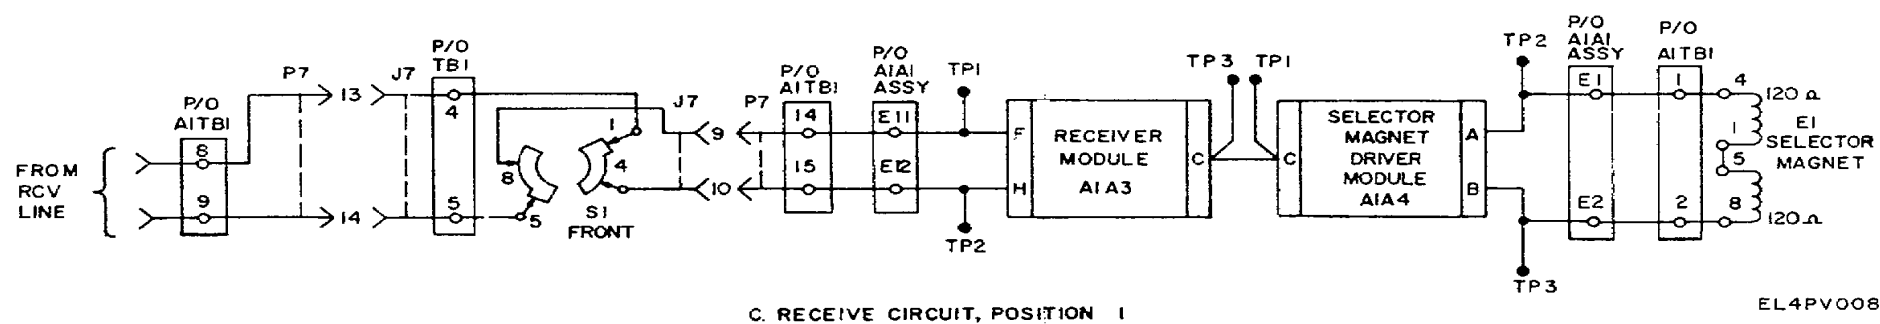 FROM
RCV
LINE
P/O
A1TB1
8
9
P7
13
14
J7
P/O
TB1
4
5
8
5
1
4
S1
FRONT
J7
9
10
P7
P/O
A1TB1
14
15
P/O
A1A1
ASSY
E11
E12
TP1
TP2
F
H
RECEIVER
MODULE
A1A3
C
TP3
TP1
C
SELECTOR
MAGNET
DRIVER
MODULE
A1A4
A
B
TP2
TP3
P/O
A1A1
ASSY
E1
E2
P/O
A1TB1
1
2
4
1
5
8
120 Ω
E1
SELECTOR
MAGNET
120 Ω
C. RECEIVE CIRCUIT, POSITION 1
EL4PV008